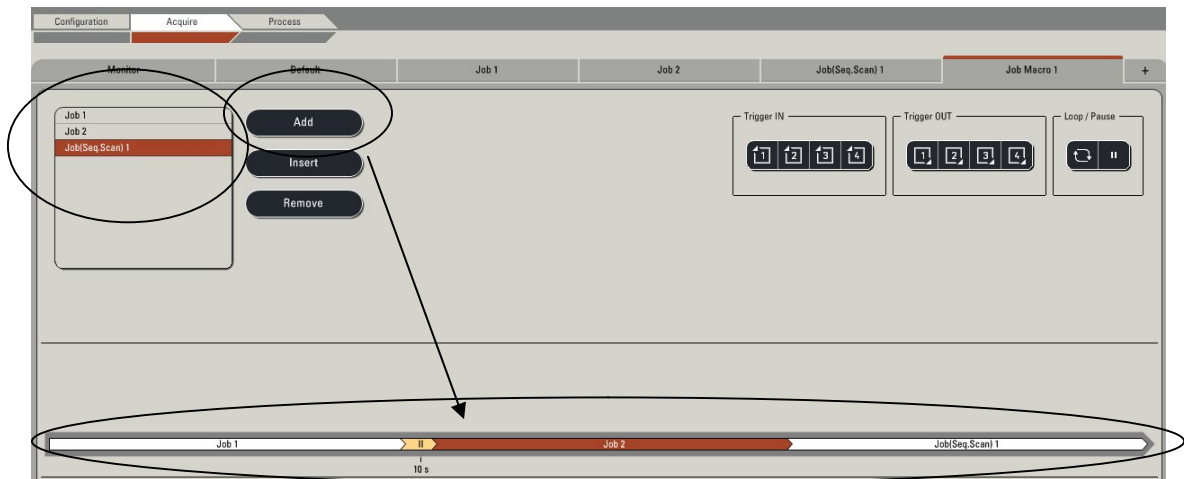 Configuration Acquire Process
Monitor Default Job 1 Job 2 Job(Seq.Scan) 1 Job Macro 1 +
Job 1
Job 2
Job(Seq.Scan) 1
Add
Insert
Remove
Trigger IN
1 2 3 4
Trigger OUT
1 2 3 4
Loop / Pause
Job 1 Job 2 Job(Seq.Scan) 1
10 s